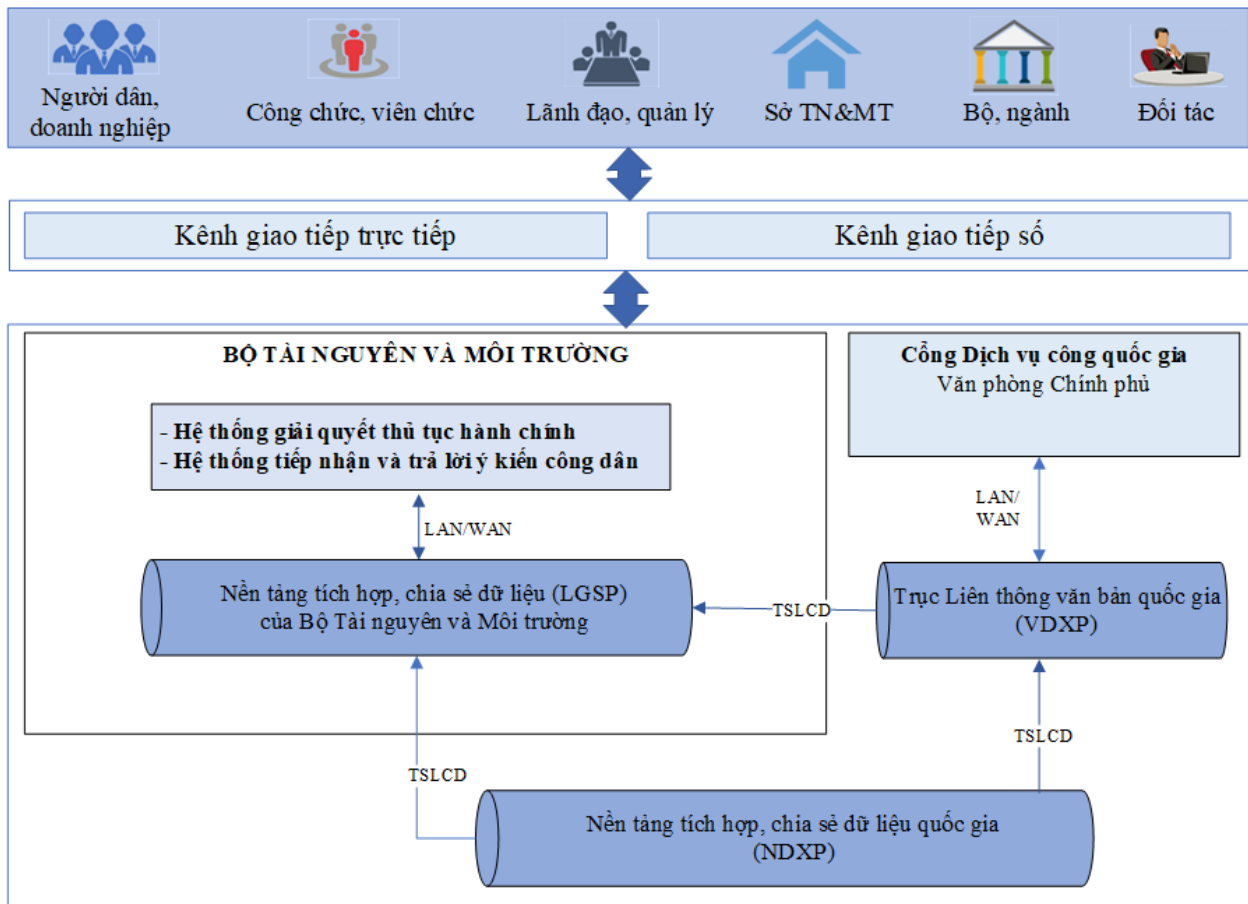 Người dân,
doanh nghiệp
Công chức, viên chức
Lãnh đạo, quản lý
Sở TN&MT
Bộ, ngành
Đối tác
Kênh giao tiếp trực tiếp
Kênh giao tiếp số
BỘ TÀI NGUYÊN VÀ MÔI TRƯỜNG
- Hệ thống giải quyết thủ tục hành chính
- Hệ thống tiếp nhận và trả lời ý kiến công dân
LAN/WAN
Nền tảng tích hợp, chia sẻ dữ liệu (LGSP)
của Bộ Tài nguyên và Môi trường
Cổng Dịch vụ công quốc gia
Văn phòng Chính phủ
LAN/
WAN
TSLCD
Trục Liên thông văn bản quốc gia
(VDXP)
TSLCD
TSLCD
Nền tảng tích hợp, chia sẻ dữ liệu quốc gia
(NDXP)